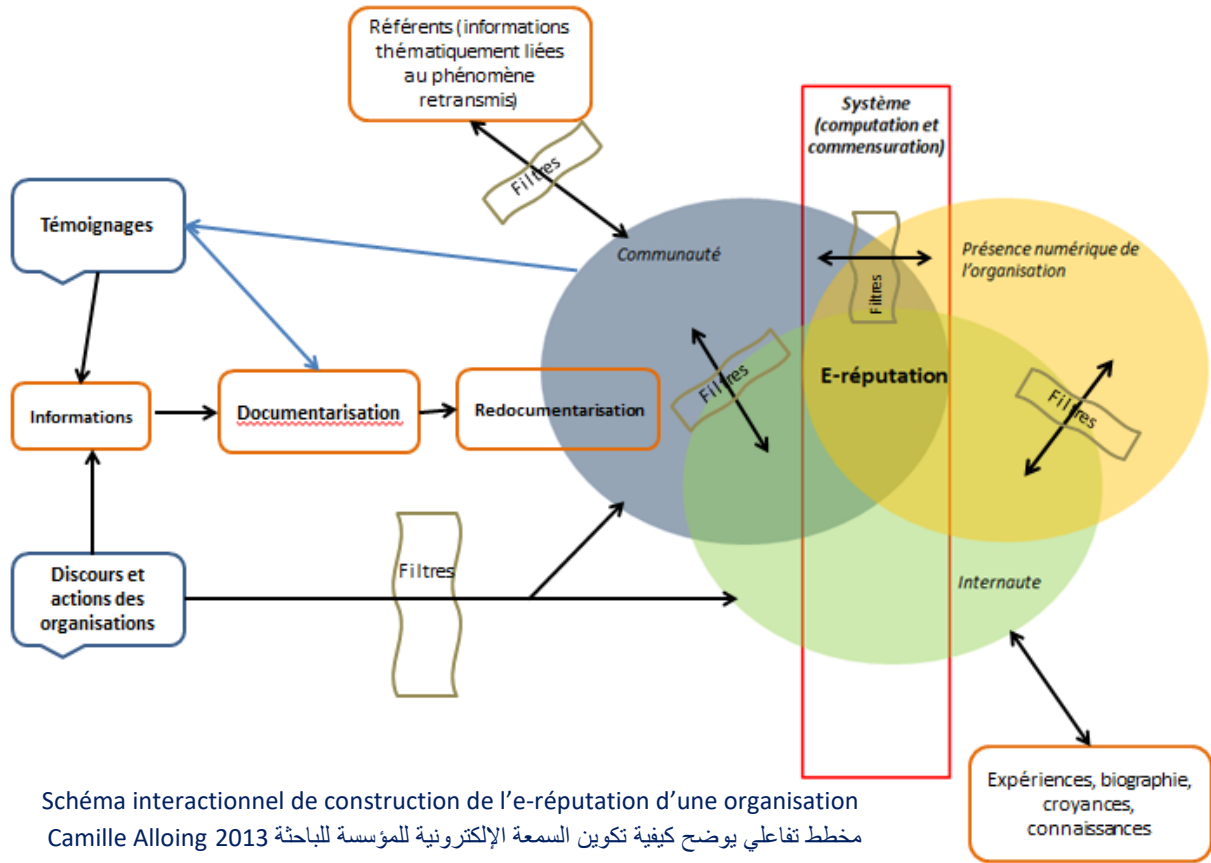 Référents (informations
thématiquement liées
au phénomène
retransmis)
Filtres
Système
(computation et
commensuration)
Témoignages
Communauté
Filtres
Présence numérique de
l'organisation
Filtres
E-réputation
Filtres
Informations
Documentarisation
Redocumentarisation
Filtres
Discours et
actions des
organisations
Internaute
Expériences, biographie,
croyances,
connaissances
Schéma interactionnel de construction de l'e-réputation d'une organisation
مخطط تفاعلي يوضح كيفية تكوين السمعة الإلكترونية للمؤسسة للباحثة Camille Alloing 2013